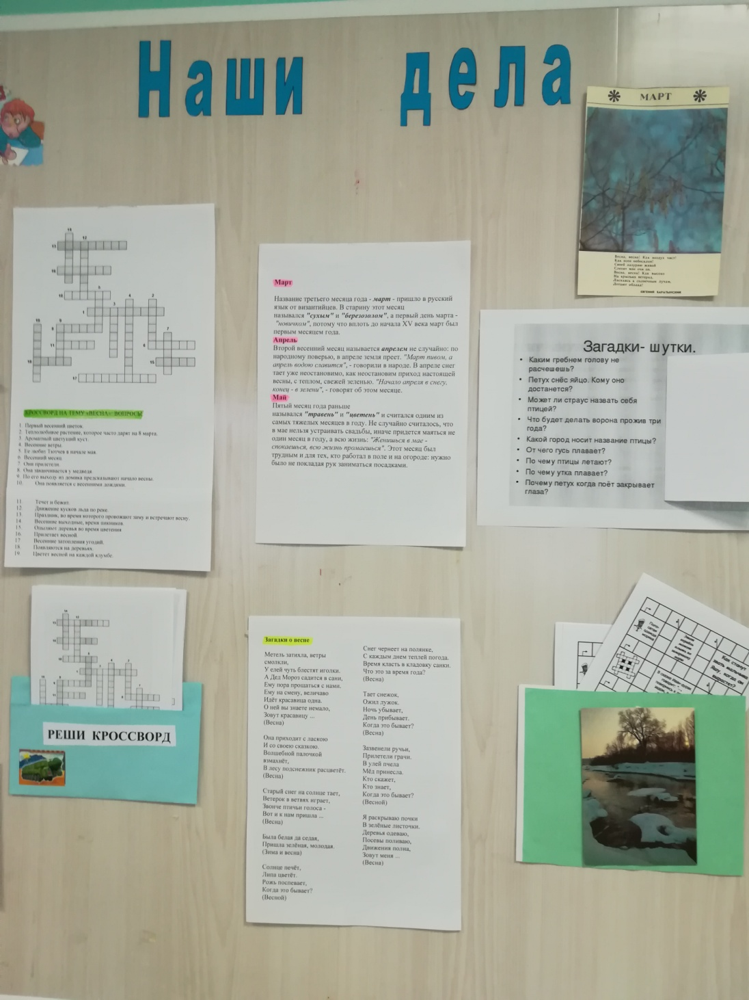 Наши дела
МАРТ
Весна, весна! Как воздух чист!
Как ясен небосклон!
Своей лазурию живой
Слепит мне очи он.
Весна, весна! Как высоко
На крыльях ветерка,
Ласкаясь к солнечным лучам,
Летают облака!
ЕВГЕНИЙ БАРАТЫНСКИЙ
КРОССВОРД НА ТЕМУ «ВЕСНА»: ВОПРОСЫ
1. Первый весенний цветок.
2. Теплолюбивое растение, которое часто дарят на 8 марта.
3. Ароматный цветущий куст.
4. Весенние ветры.
5. Ее любит Тютчев в начале мая.
6. Весенний месяц.
7. Они прилетели.
8. Она заканчивается у медведя.
9. По его выходу из домика предсказывают начало весны.
10. Она появляется с весенними дождями.
11. Течет и бежит.
12. Движение кусков льда по реке.
13. Праздник, во время которого провожают зиму и встречают весну.
14. Весенние выходные, время пикников.
15. Опыляют деревья во время цветения
16. Прилетает весной.
17. Весенние затопления угодий.
18. Появляются на деревьях.
19. Цветет весной на каждой клумбе.
Март
Название третьего месяца года - март - пришло в русский
язык от византийцев. В старину этот месяц
назывался "сухым" и "березозолом", а первый день марта -
"новичком", потому что вплоть до начала XV века март был
первым месяцем года.
Апрель
Второй весенний месяц называется апрелем не случайно: по
народному поверью, в апреле земля преет. "Март пивом, а
апрель водою славится", - говорили в народе. В апреле снег
тает уже неостановимо, как неостановим приход настоящей
весны, с теплом, свежей зеленью. "Начало апреля в снегу,
конец - в зелени", - говорят об этом месяце.
Май
Пятый месяц года раньше
назывался "травень" и "цветень" и считался одним из
самых тяжелых месяцев в году. Не случайно считалось, что
в мае нельзя устраивать свадьбы, иначе придется маяться не
один месяц в году, а всю жизнь: "Женишься в мае -
спокаешься, всю жизнь промаешься". Этот месяц был
трудным и для тех, кто работал в поле и на огороде: нужно
было не покладая рук заниматься посадками.
Загадки- шутки.
• Каким гребнем голову не
расчешешь?
• Петух снёс яйцо. Кому оно
достанется?
• Может ли страус назвать себя
птицей?
• Что будет делать ворона прожив три
года?
• Какой город носит название птицы?
• От чего гусь плавает?
• По чему птицы летают?
• По чему утка плавает?
• Почему петух когда поёт закрывает
глаза?
РЕШИ КРОССВОРД
Загадки о весне
Метель затихла, ветры
смолкли,
У елей чуть блестят иголки.
А Дед Мороз садится в сани,
Ему пора прощаться с нами.
Ему на смену, величаво
Идёт красавица одна.
О ней вы знаете немало,
Зовут красавицу ...
(Весна)
Она приходит с ласкою
И со своею сказкою.
Волшебной палочкой
взмахнёт,
В лесу подснежник расцветёт.
(Весна)
Старый снег на солнце тает,
Ветерок в ветвях играет,
Звонче птичьи голоса -
Вот и к нам пришла ...
(Весна)
Была белая да седая,
Пришла зелёная, молодая.
(Зима и весна)
Солнце печёт,
Липа цветёт.
Рожь поспевает,
Когда это бывает?
(Весной)
Снег чернеет на полянке,
С каждым днем теплей погода.
Время класть в кладовку санки.
Что это за время года?
(Весна)
Тает снежок,
Ожил лужок.
Ночь убывает,
День прибывает.
Когда это бывает?
(Весна)
Зазвенели ручьи,
Прилетели грачи.
В улей пчела
Мёд принесла.
Кто скажет,
Кто знает,
Когда это бывает?
(Весной)
Я раскрываю почки
В зелёные листочки.
Деревья одеваю,
Посевы поливаю,
Движения полна,
Зовут меня ...
(Весна)
Как станут
звать мальчика
Яшу, когда он
вырастет?